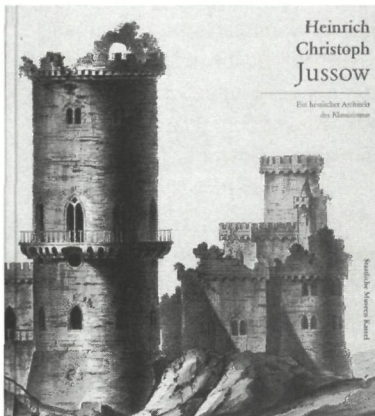 Heinrich
Christoph
Jussow
Ein hessischer Architekt
des Klassizismus
Staatliche Museen Kassel